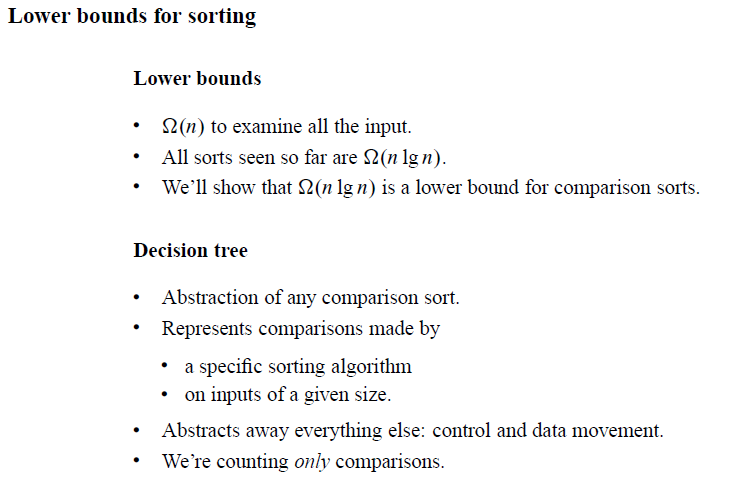 Lower bounds for sorting
Lower bounds
• Ω(n) to examine all the input.
• All sorts seen so far are Ω(n lg n).
• We'll show that Ω(n lg n) is a lower bound for comparison sorts.
Decision tree
• Abstraction of any comparison sort.
• Represents comparisons made by
• a specific sorting algorithm
• on inputs of a given size.
• Abstracts away everything else: control and data movement.
• We're counting only comparisons.